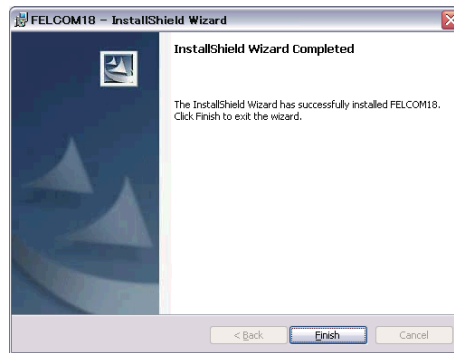 FELCOM18 - InstallShield Wizard
InstallShield Wizard Completed
The InstallShield Wizard has successfully installed FELCOM18.
Click Finish to exit the wizard.
< Back
Finish
Cancel